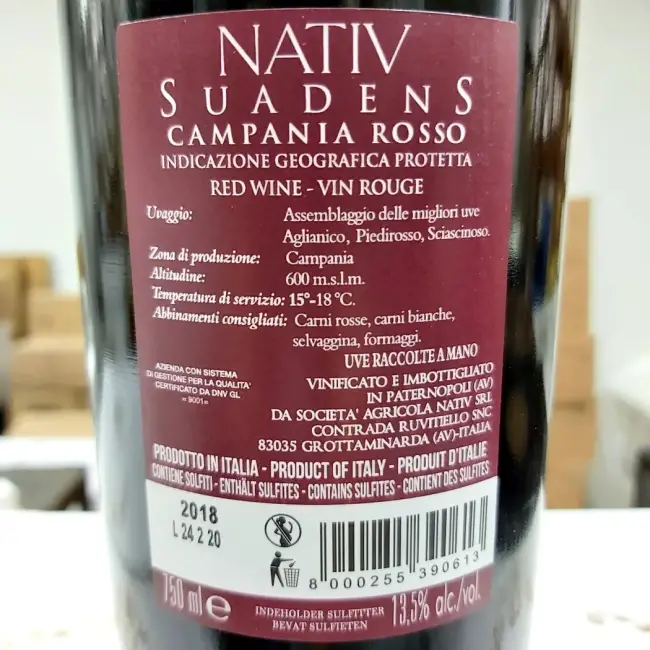 NATIV
SUADENS
CAMPANIA ROSSO
INDICAZIONE GEOGRAFICA PROTETTA
RED WINE - VIN ROUGE
Uvaggio: Assemblaggio delle migliori uve
Aglianico, Piedirosso, Sciascinoso.
Zona di produzione: Campania
Altitudine: 600 m.s.l.m.
Temperatura di servizio: 15°-18 °C.
Abbinamenti consigliati: Carni rosse, carni bianche,
selvaggina, formaggi.
UVE RACCOLTE A MANO
AZIENDA CON SISTEMA
DI GESTIONE PER LA QUALITA'
CERTIFICATO DA DNV GL
= 9001=
VINIFICATO E IMBOTTIGLIATO
IN PATERNOPOLI (AV)
DA SOCIETA' AGRICOLA NATIV SRL
CONTRADA RUVITIELLO SNC
83035 GROTTAMINARDA (AV)-ITALIA
PRODOTTO IN ITALIA - PRODUCT OF ITALY - PRODUIT D'ITALIE
CONTIENE SOLFITI - ENTHÄLT SULFITES - CONTAINS SULFITES - CONTIENT DES SULFITES
2018
L 24 2 20
8 000255 390613
750 ml e
INDEHOLDER SULFITTER
BEVAT SULFIETEN
13,5% alc./vol.